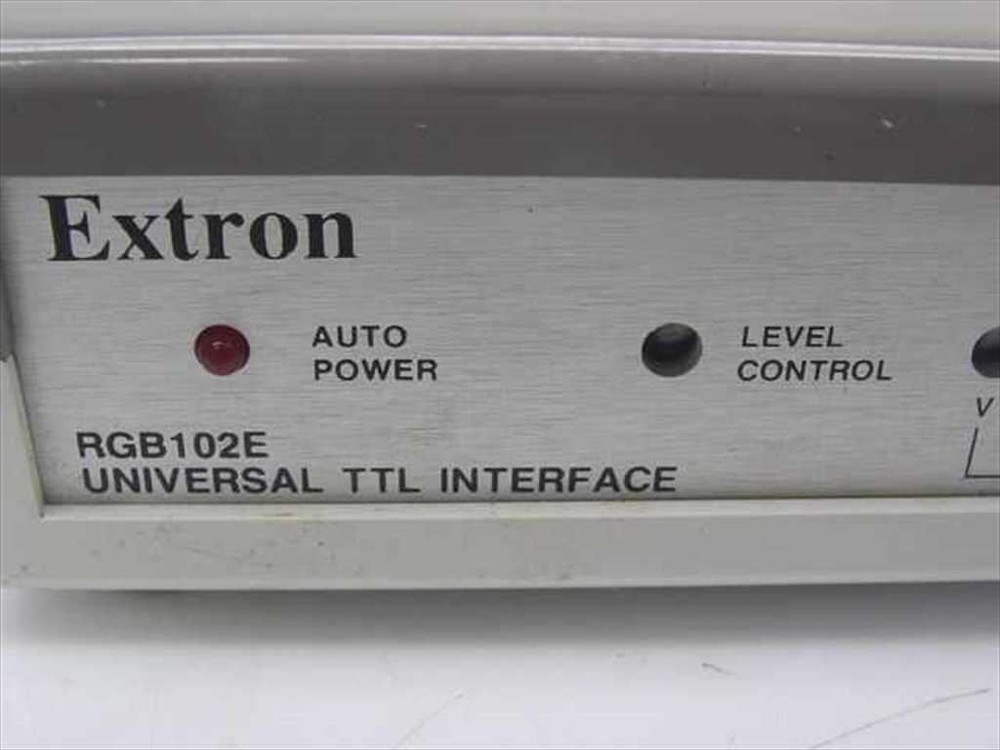 Extron
AUTO
POWER
LEVEL
CONTROL
V
RGB102E
UNIVERSAL TTL INTERFACE